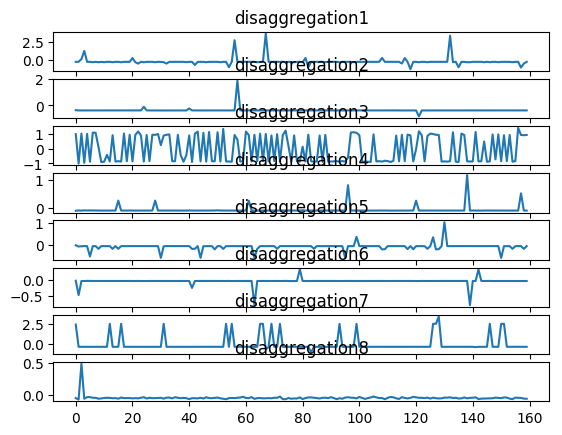 disaggregation1
2.5
0.0
disaggregation2
2
0
disaggregation3
1
0
−1
disaggregation4
1
0
disaggregation5
1
0
disaggregation6
0.0
−0.5
disaggregation7
2.5
0.0
disaggregation8
0.5
0.0
0 20 40 60 80 100 120 140 160